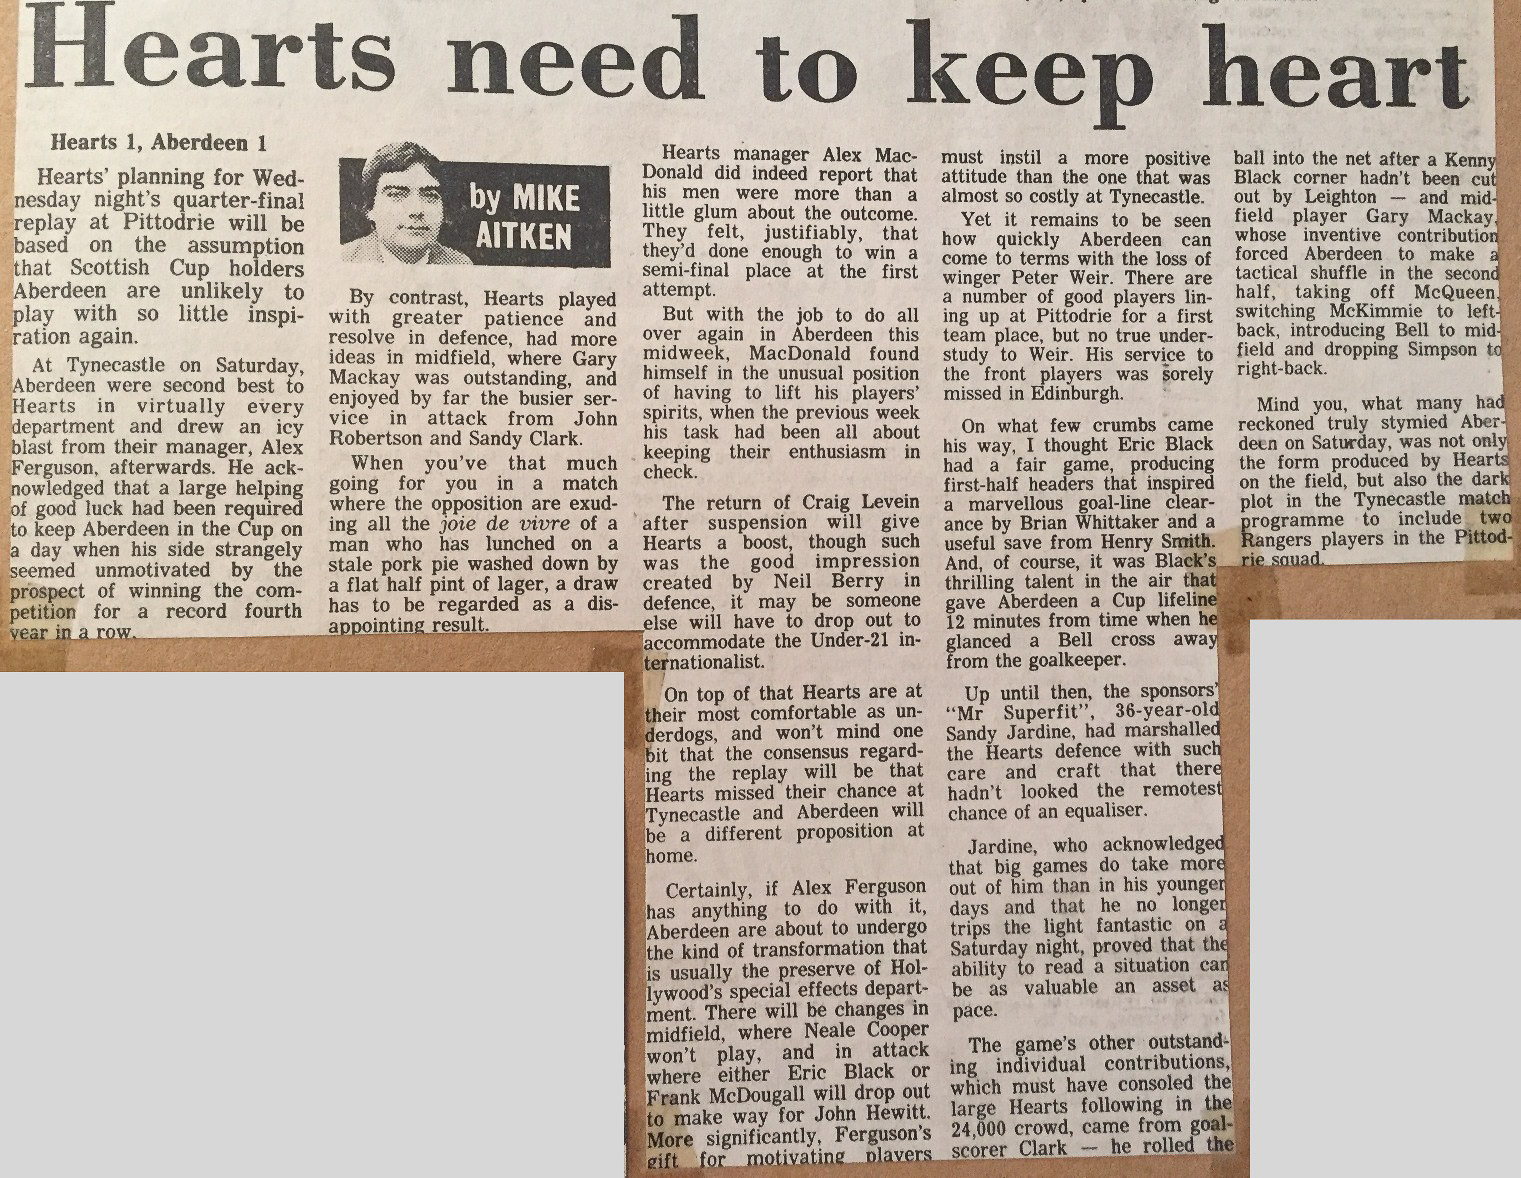 Hearts need to keep heart
Hearts 1, Aberdeen 1
Hearts' planning for Wed-
nesday night's quarter-final
replay at Pittodrie will be
based on the assumption
that Scottish Cup holders
Aberdeen are unlikely to
play with so little inspi-
ration again.
At Tynecastle on Saturday,
Aberdeen were second best to
Hearts in virtually every
department and drew an icy
blast from their manager, Alex
Ferguson, afterwards. He ack-
nowledged that a large helping
of good luck had been required
to keep Aberdeen in the Cup on
a day when his side strangely
seemed unmotivated by the
prospect of winning the com-
petition for a record fourth
year in a row.
by MIKE
AITKEN
By contrast, Hearts played
with greater patience and
resolve in defence, had more
ideas in midfield, where Gary
Mackay was outstanding, and
enjoyed by far the busier ser-
vice in attack from John
Robertson and Sandy Clark.
When you've that much
going for you in a match
where the opposition are exud-
ing all the joie de vivre of a
man who has lunched on a
stale pork pie washed down by
a flat half pint of lager, a draw
has to be regarded as a dis-
appointing result.
Hearts manager Alex Mac-
Donald did indeed report that
his men were more than a
little glum about the outcome.
They felt, justifiably, that
they'd done enough to win a
semi-final place at the first
attempt.
But with the job to do all
over again in Aberdeen this
midweek, MacDonald found
himself in the unusual position
of having to lift his players'
spirits, when the previous week
his task had been all about
keeping their enthusiasm in
check.
The return of Craig Levein
after suspension will give
Hearts a boost, though such
was the good impression
created by Neil Berry in
defence, it may be someone
else will have to drop out to
accommodate the Under-21 in-
ternationalist.
On top of that Hearts are at
their most comfortable as un-
derdogs, and won't mind one
bit that the consensus regard-
ing the replay will be that
Hearts missed their chance at
Tynecastle and Aberdeen will
be a different proposition at
home.
Certainly, if Alex Ferguson
has anything to do with it,
Aberdeen are about to undergo
the kind of transformation that
is usually the preserve of Hol-
lywood's special effects depart-
ment. There will be changes in
midfield, where Neale Cooper
won't play, and in attack
where either Eric Black or
Frank McDougall will drop out
to make way for John Hewitt.
More significantly, Ferguson's
gift for motivating players
must instil a more positive
attitude than the one that was
almost so costly at Tynecastle.
Yet it remains to be seen
how quickly Aberdeen can
come to terms with the loss of
winger Peter Weir. There are
a number of good players lin-
ing up at Pittodrie for a first
team place, but no true under-
study to Weir. His service to
the front players was sorely
missed in Edinburgh.
On what few crumbs came
his way, I thought Eric Black
had a fair game, producing
first-half headers that inspired
a marvellous goal-line clear-
ance by Brian Whittaker and a
useful save from Henry Smith.
And, of course, it was Black's
thrilling talent in the air that
gave Aberdeen a Cup lifeline
12 minutes from time when he
glanced a Bell cross away
from the goalkeeper.
Up until then, the sponsors'
"Mr Superfit", 36-year-old
Sandy Jardine, had marshalled
the Hearts defence with such
care and craft that there
hadn't looked the remotest
chance of an equaliser.
Jardine, who acknowledged
that big games do take more
out of him than in his younger
days and that he no longer
trips the light fantastic on a
Saturday night, proved that the
ability to read a situation can
be as valuable an asset as
pace.
The game's other outstand-
ing individual contributions,
which must have consoled the
large Hearts following in the
24,000 crowd, came from goal-
scorer Clark — he rolled the
ball into the net after a Kenny
Black corner hadn't been cut
out by Leighton — and mid-
field player Gary Mackay,
whose inventive contribution
forced Aberdeen to make a
tactical shuffle in the second
half, taking off McQueen,
switching McKimmie to left-
back, introducing Bell to mid-
field and dropping Simpson to
right-back.
Mind you, what many had
reckoned truly stymied Aber-
deen on Saturday, was not only
the form produced by Hearts
on the field, but also the dark
plot in the Tynecastle match
programme to include two
Rangers players in the Pittod-
rie squad.